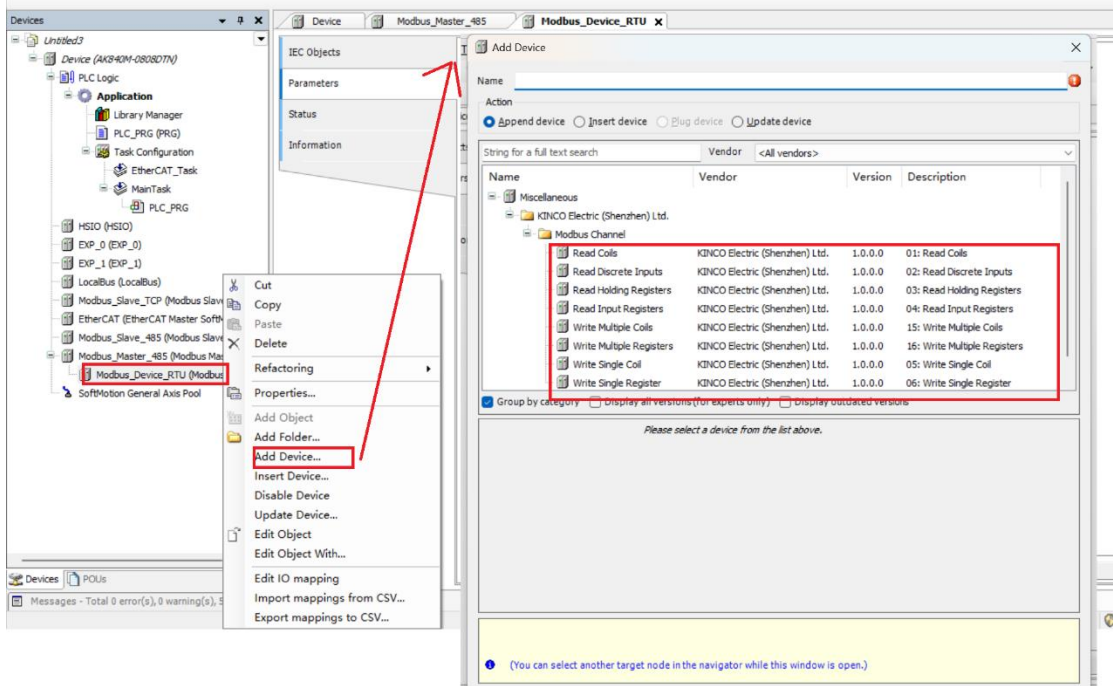 Devices
Untitled3
Device (AK840M-0808DTN)
PLC Logic
Application
Library Manager
PLC_PRG (PRG)
Task Configuration
EtherCAT_Task
MainTask
PLC_PRG
HSIO (HSIO)
EXP_0 (EXP_0)
EXP_1 (EXP_1)
LocalBus (LocalBus)
Modbus_Slave_TCP (Modbus Slav
EtherCAT (EtherCAT Master SoftM
Modbus_Slave_485 (Modbus Slave
Modbus_Master_485 (Modbus Mas
Modbus_Device_RTU (Modbus
SoftMotion General Axis Pool
Devices
POUs
Messages - Total 0 error(s), 0 warning(s), 5
Cut
Copy
Paste
Delete
Refactoring
Properties...
Add Object
Add Folder...
Add Device...
Insert Device...
Disable Device
Update Device...
Edit Object
Edit Object With...
Edit IO mapping
Import mappings from CSV...
Export mappings to CSV...
Device
Modbus_Master_485
Modbus_Device_RTU
IEC Objects
Parameters
Status
Information
Add Device
Name
Action
Append device Insert device Plug device Update device
String for a full text search Vendor <All vendors>
Name Vendor Version Description
Miscellaneous
KINCO Electric (Shenzhen) Ltd.
Modbus Channel
Read Coils KINCO Electric (Shenzhen) Ltd. 1.0.0.0 01: Read Coils
Read Discrete Inputs KINCO Electric (Shenzhen) Ltd. 1.0.0.0 02: Read Discrete Inputs
Read Holding Registers KINCO Electric (Shenzhen) Ltd. 1.0.0.0 03: Read Holding Registers
Read Input Registers KINCO Electric (Shenzhen) Ltd. 1.0.0.0 04: Read Input Registers
Write Multiple Coils KINCO Electric (Shenzhen) Ltd. 1.0.0.0 15: Write Multiple Coils
Write Multiple Registers KINCO Electric (Shenzhen) Ltd. 1.0.0.0 16: Write Multiple Registers
Write Single Coil KINCO Electric (Shenzhen) Ltd. 1.0.0.0 05: Write Single Coil
Write Single Register KINCO Electric (Shenzhen) Ltd. 1.0.0.0 06: Write Single Register
Group by category Display all versions (for experts only) Display outdated versions
Please select a device from the list above.
(You can select another target node in the navigator while this window is open.)